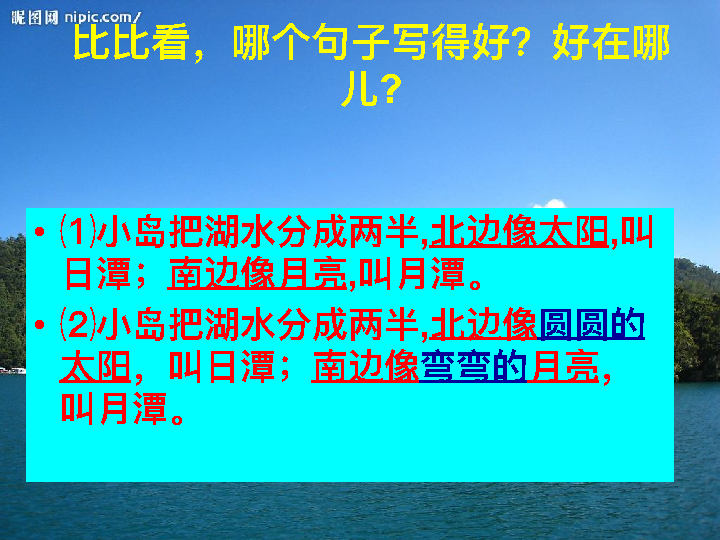 昵图网 nipic.com/
比比看，哪个句子写得好？好在哪
儿？
•⑴小岛把湖水分成两半,北边像太阳,叫
日潭；南边像月亮,叫月潭。
•⑵小岛把湖水分成两半,北边像圆圆的
太阳，叫日潭；南边像弯弯的月亮，
叫月潭。